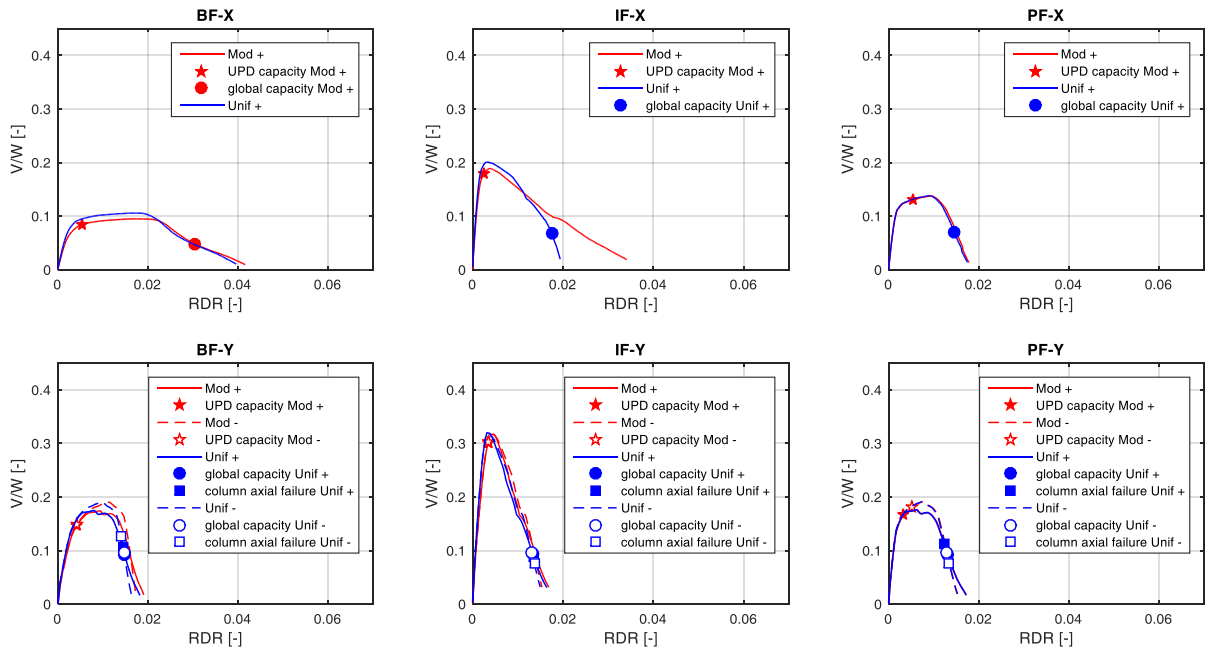 BF-X
V/W [-]
0.4
0.3
0.2
0.1
0
Mod +
UPD capacity Mod +
global capacity Mod +
Unif +
0 0.02 0.04 0.06
RDR [-]
IF-X
V/W [-]
0.4
0.3
0.2
0.1
0
Mod +
UPD capacity Mod +
Unif +
global capacity Unif +
0 0.02 0.04 0.06
RDR [-]
PF-X
V/W [-]
0.4
0.3
0.2
0.1
0
Mod +
UPD capacity Mod +
Unif +
global capacity Unif +
0 0.02 0.04 0.06
RDR [-]
BF-Y
V/W [-]
0.4
0.3
0.2
0.1
0
Mod +
UPD capacity Mod +
Mod -
UPD capacity Mod -
Unif +
global capacity Unif +
column axial failure Unif +
Unif -
global capacity Unif -
column axial failure Unif -
0 0.02 0.04 0.06
RDR [-]
IF-Y
V/W [-]
0.4
0.3
0.2
0.1
0
Mod +
UPD capacity Mod +
Mod -
UPD capacity Mod -
Unif +
global capacity Unif +
column axial failure Unif +
Unif -
global capacity Unif -
column axial failure Unif -
0 0.02 0.04 0.06
RDR [-]
PF-Y
V/W [-]
0.4
0.3
0.2
0.1
0
Mod +
UPD capacity Mod +
Mod -
UPD capacity Mod -
Unif +
global capacity Unif +
column axial failure Unif +
Unif -
global capacity Unif -
column axial failure Unif -
0 0.02 0.04 0.06
RDR [-]